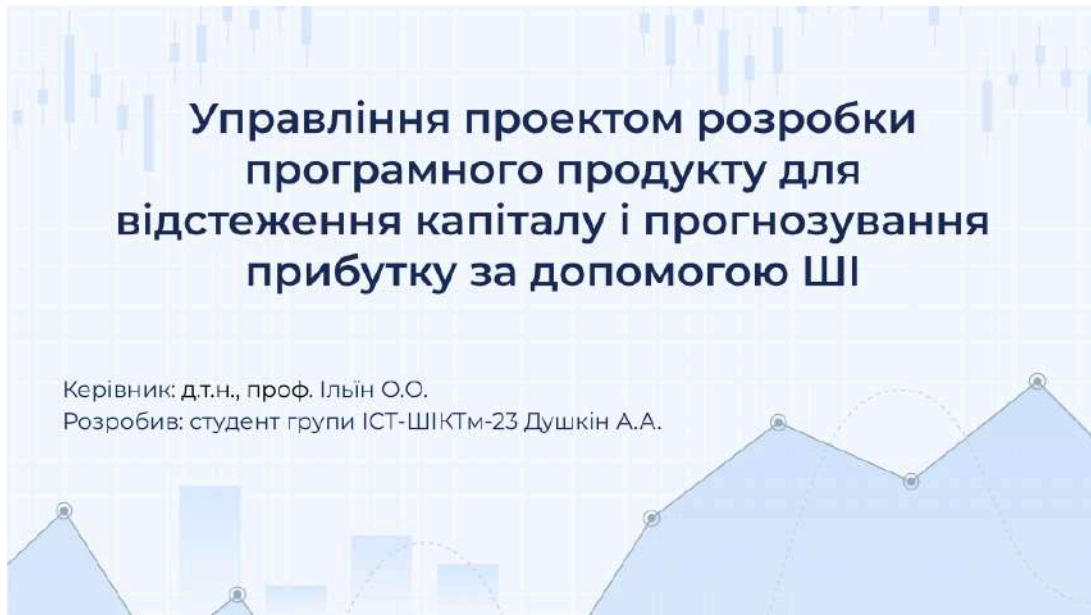 Управління проектом розробки
програмного продукту для
відстеження капіталу і прогнозування
прибутку за допомогою ШІ
Керівник: д.т.н., проф. Ільїн О.О.
Розробив: студент групи ІСТ-ШІКТм-23 Душкін А.А.